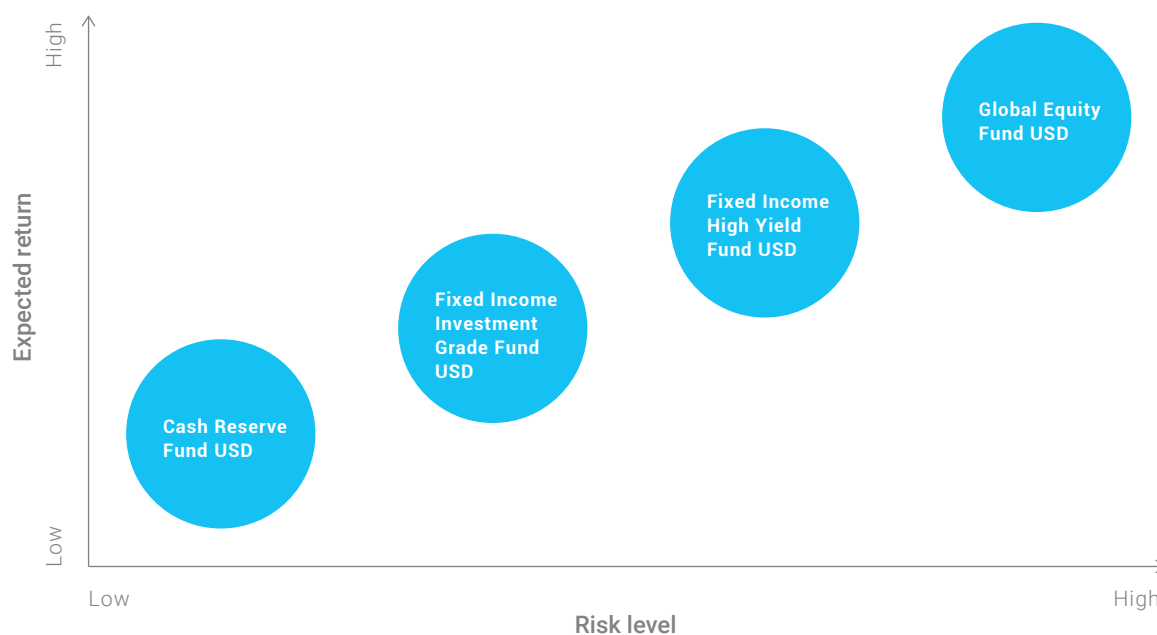 High
Expected return
Low
Global Equity
Fund USD
Fixed Income
High Yield
Fund USD
Fixed Income
Investment
Grade Fund
USD
Cash Reserve
Fund USD
Low
High
Risk level